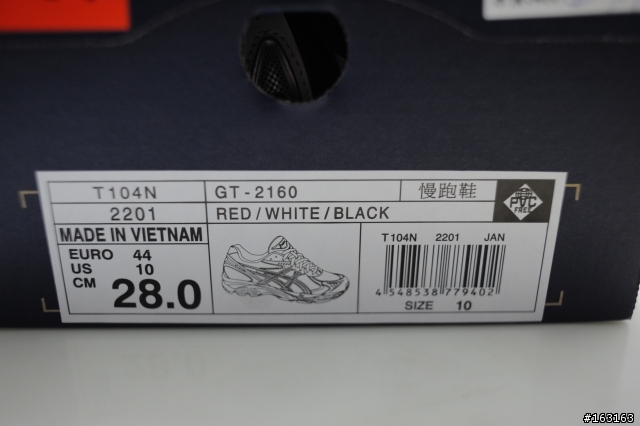 T104N
GT-2160
慢跑鞋
PVC
FREE
2201
RED/WHITE/BLACK
MADE IN VIETNAM
EURO 44
US 10
CM 28.0
T104N 2201 JAN
4 548538 779402
SIZE 10
#163163